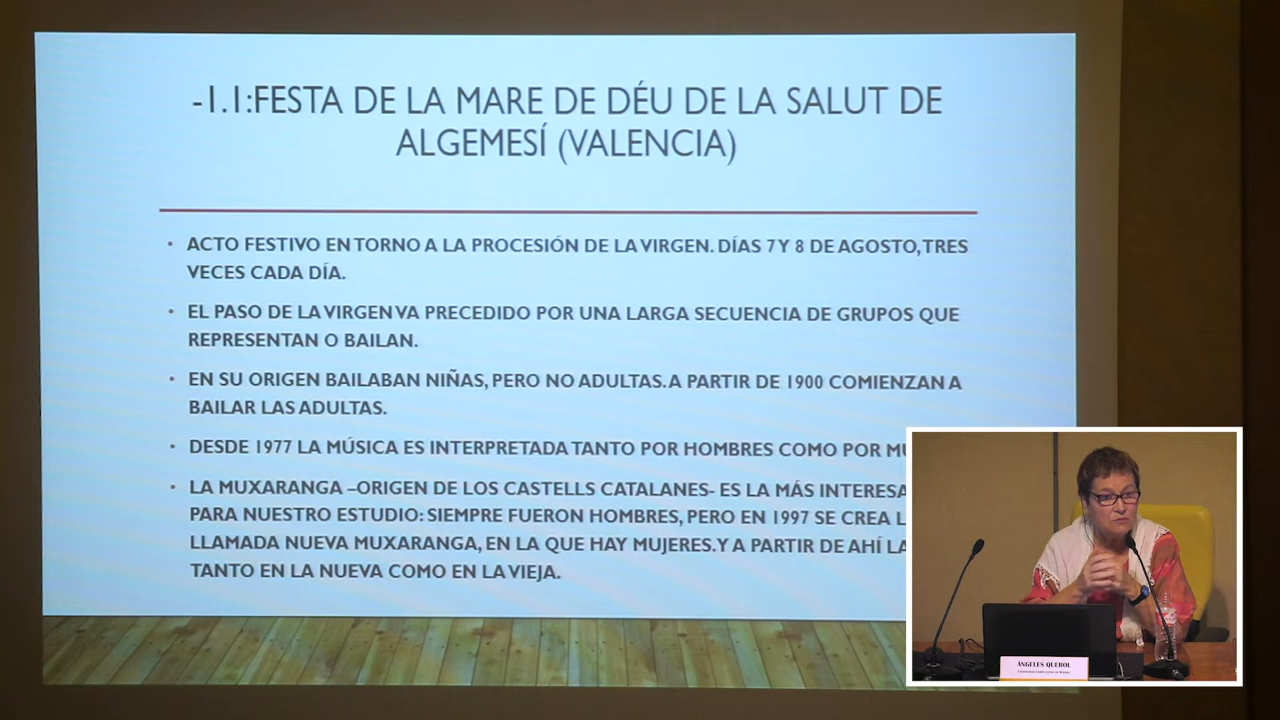 -1.1:FESTA DE LA MARE DE DÉU DE LA SALUT DE
ALGEMESÍ (VALENCIA)
• ACTO FESTIVO EN TORNO A LA PROCESIÓN DE LA VIRGEN. DÍAS 7 Y 8 DE AGOSTO, TRES
VECES CADA DÍA.
• EL PASO DE LA VIRGEN VA PRECEDIDO POR UNA LARGA SECUENCIA DE GRUPOS QUE
REPRESENTAN O BAILAN.
• EN SU ORIGEN BAILABAN NIÑAS, PERO NO ADULTAS. A PARTIR DE 1900 COMIENZAN A
BAILAR LAS ADULTAS.
• DESDE 1977 LA MÚSICA ES INTERPRETADA TANTO POR HOMBRES COMO POR
• LA MUXARANGA –ORIGEN DE LOS CASTELLS CATALANES- ES LA MÁS
PARA NUESTRO ESTUDIO: SIEMPRE FUERON HOMBRES, PERO EN 1997 SE CREA
LLAMADA NUEVA MUXARANGA, EN LA QUE HAY MUJERES. Y A PARTIR DE AHÍ
TANTO EN LA NUEVA COMO EN LA VIEJA.
ÁNGELES QUEROL